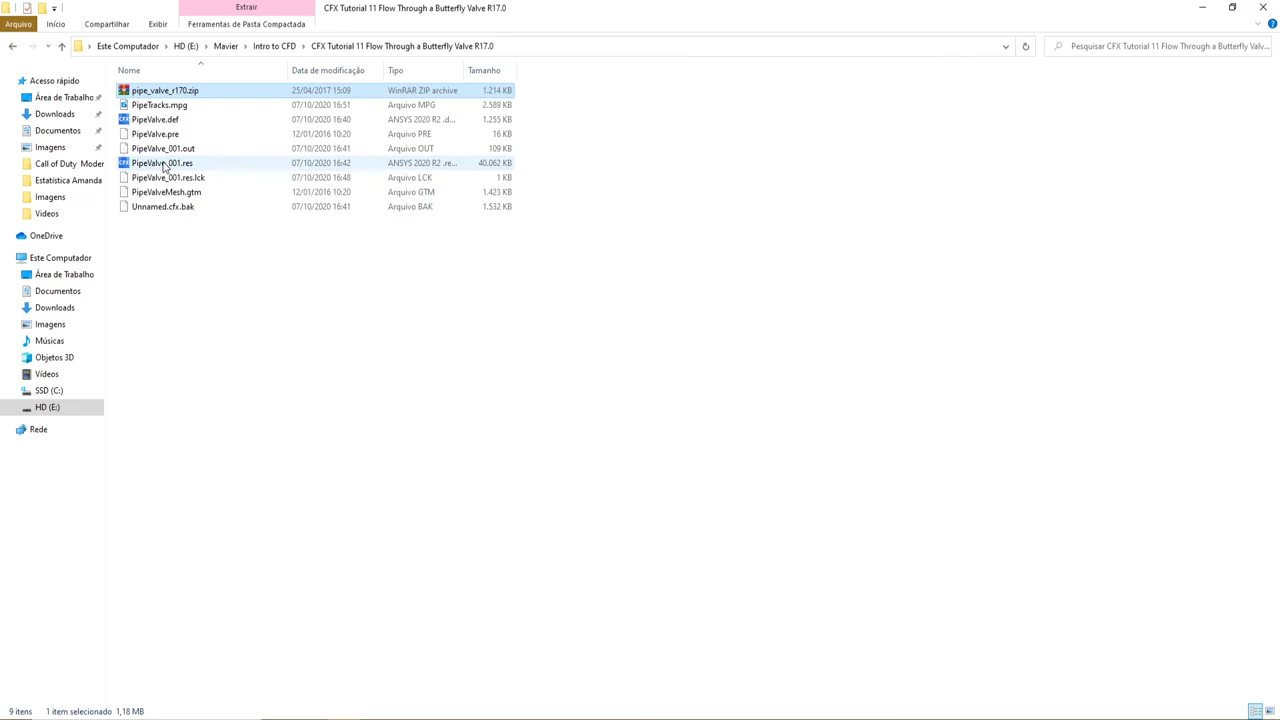 Extrair
CFX Tutorial 11 Flow Through a Butterfly Valve R17.0
Arquivo
Início
Compartilhar
Exibir
Ferramentas de Pasta Compactada
Este Computador > HD (E:) > Mavier > Intro to CFD > CFX Tutorial 11 Flow Through a Butterfly Valve R17.0
Pesquisar CFX Tutorial 11 Flow Through a Butterfly Valv...
Nome
Data de modificação
Tipo
Tamanho
pipe_valve_r170.zip 25/04/2017 15:09 WinRAR ZIP archive 1.214 KB
PipeTracks.mpg 07/10/2020 16:51 Arquivo MPG 2.589 KB
PipeValve.def 07/10/2020 16:40 ANSYS 2020 R2 .d... 1.255 KB
PipeValve.pre 12/01/2016 10:20 Arquivo PRE 16 KB
PipeValve_001.out 07/10/2020 16:41 Arquivo OUT 109 KB
PipeValve_001.res 07/10/2020 16:42 ANSYS 2020 R2 .re... 40.062 KB
PipeValve_001.res.lck 07/10/2020 16:48 Arquivo LCK 1 KB
PipeValveMesh.gtm 12/01/2016 10:20 Arquivo GTM 1.423 KB
Unnamed.cfx.bak 07/10/2020 16:41 Arquivo BAK 1.532 KB
Acesso rápido
Área de Trabalho
Downloads
Documentos
Imagens
Call of Duty Moder
Estatística Amanda
Imagens
Vídeos
OneDrive
Este Computador
Área de Trabalho
Documentos
Downloads
Imagens
Músicas
Objetos 3D
Vídeos
SSD (C:)
HD (E:)
Rede
9 itens
1 item selecionado 1,18 MB